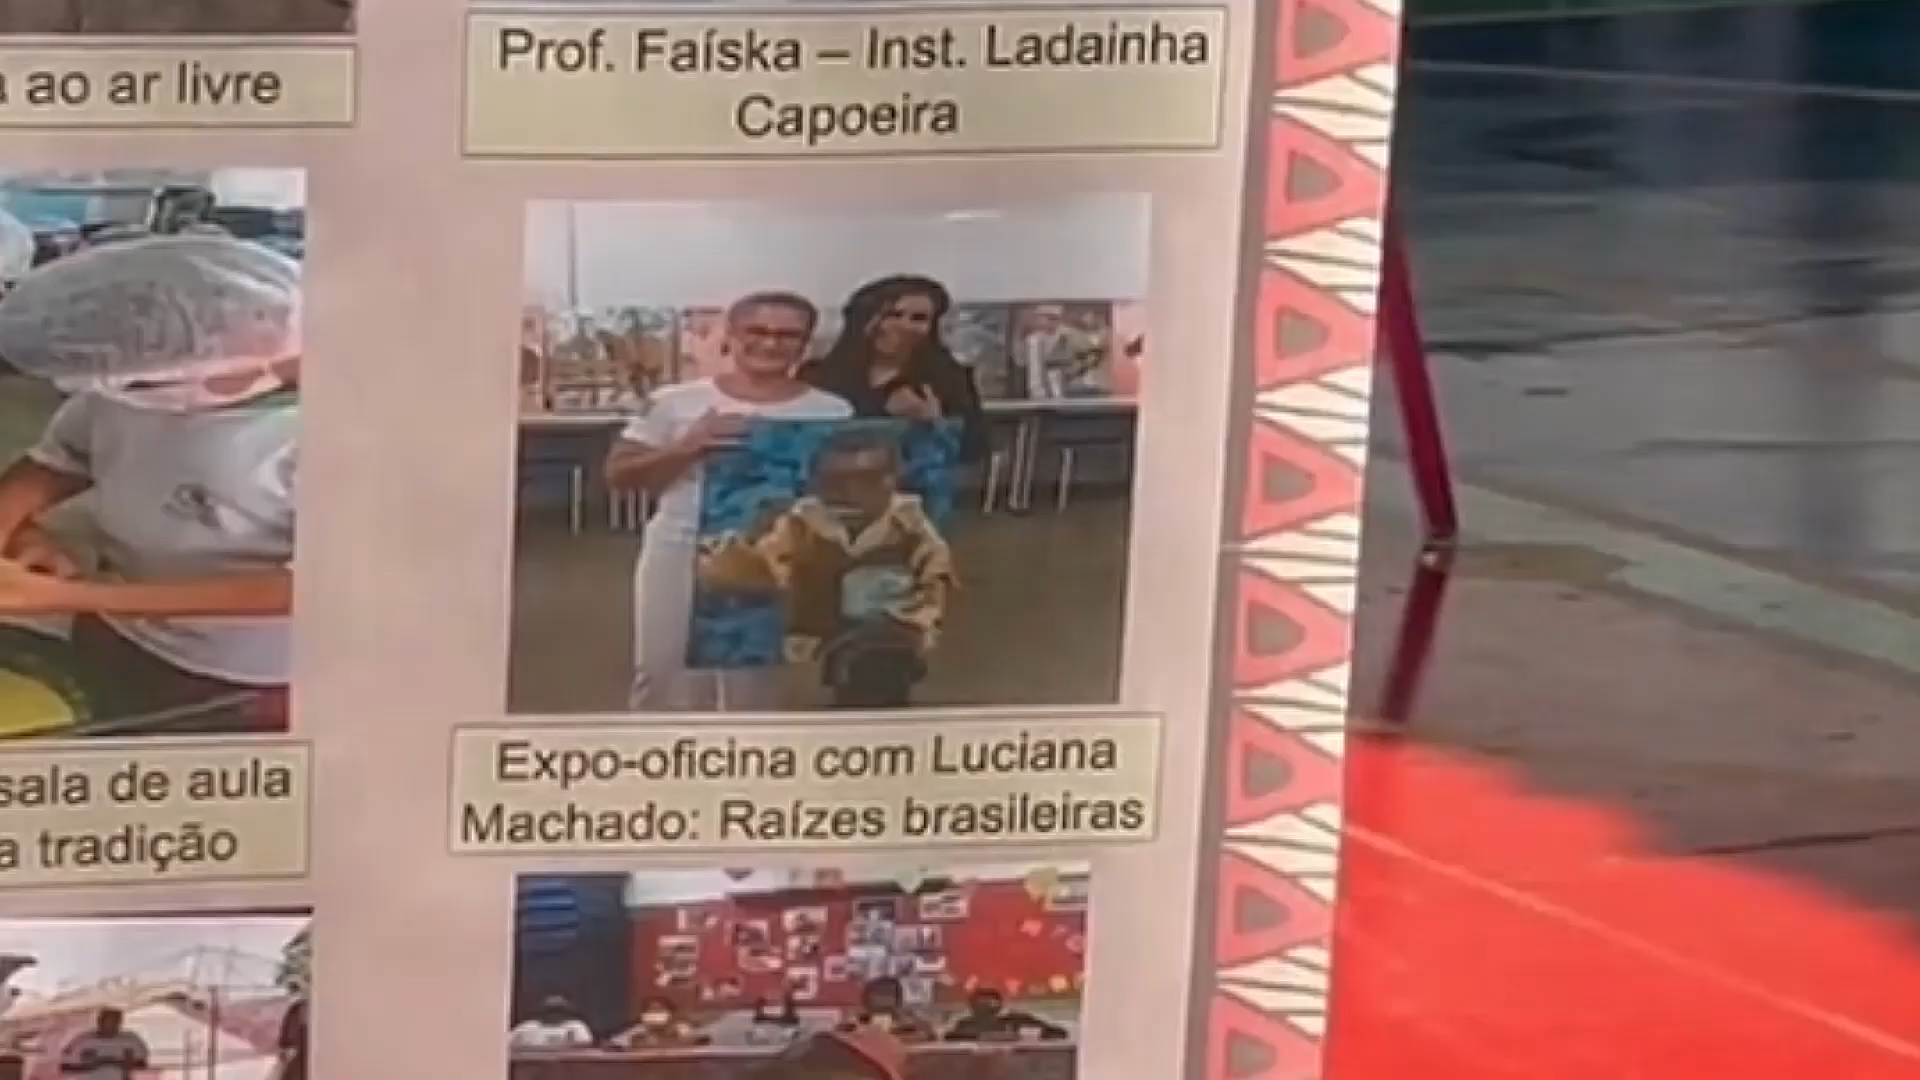 ao ar livre
Prof. Faíska – Inst. Ladainha
Capoeira
sala de aula
a tradição
Expo-oficina com Luciana
Machado: Raízes brasileiras